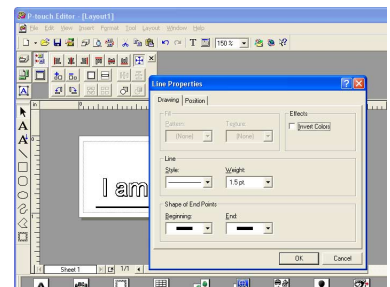 P-touch Editor - [Layout1]
File Edit View Insert Format Tool Layout Window Help
150 %
Line Properties
Drawing Position
Fill
Pattern: Texture:
(None) (None)
Effects
Invert Colors
Line
Style: Weight:
1.5 pt.
Shape of End Points
Beginning: End:
OK Cancel
in
I am
Sheet 1 1/1